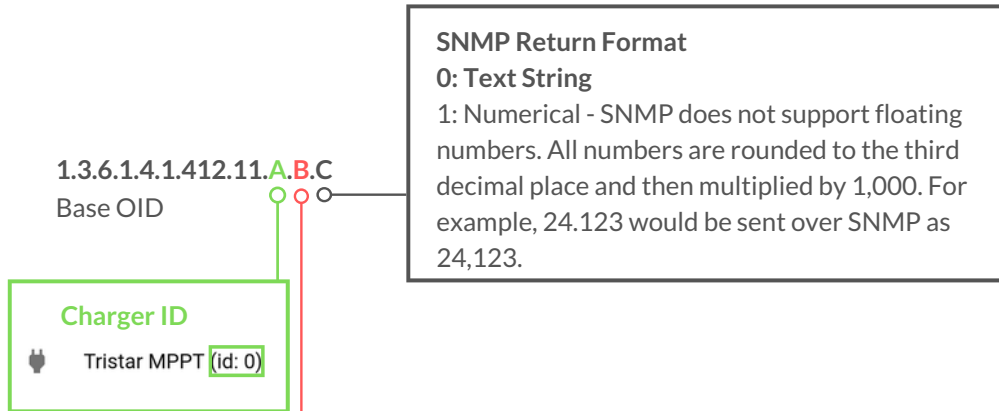 SNMP Return Format
0: Text String
1: Numerical - SNMP does not support floating
numbers. All numbers are rounded to the third
decimal place and then multiplied by 1,000. For
example, 24.123 would be sent over SNMP as
24,123.
1.3.6.1.4.1.412.11.A.B.C
Base OID
Charger ID
Tristar MPPT (id: 0)